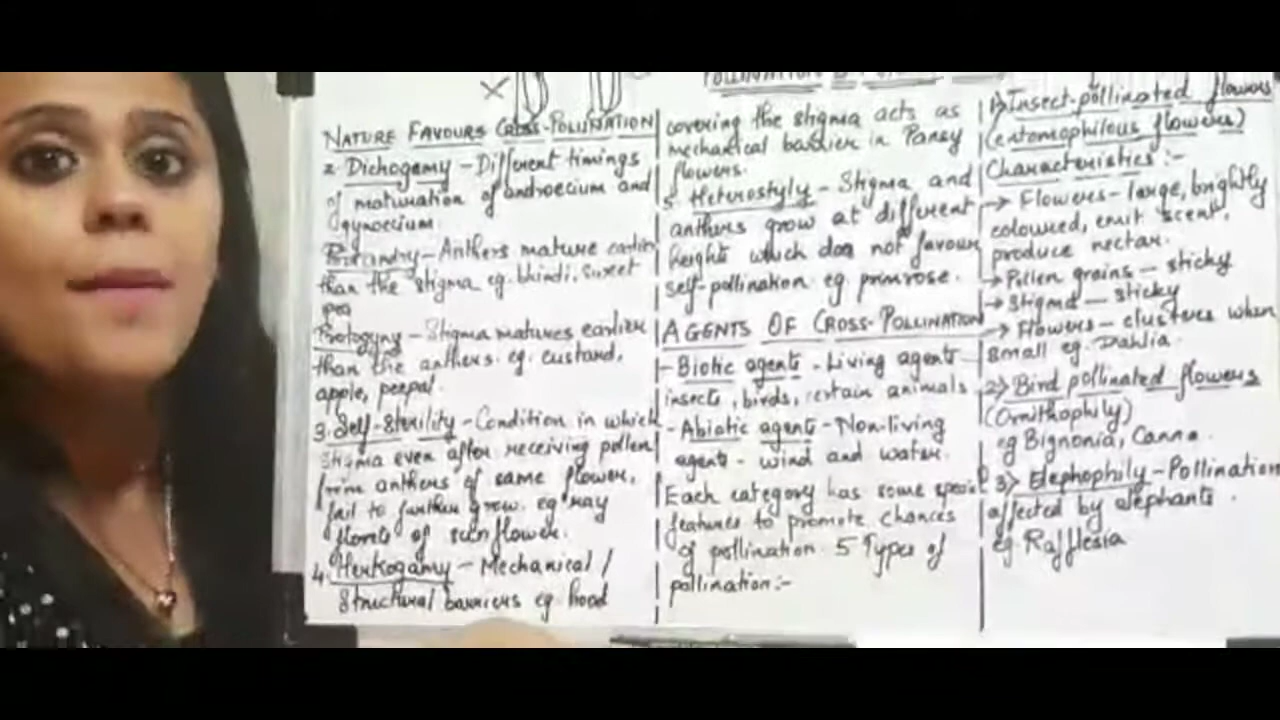 NATURE FAVOURS CROSS-POLLINATION
2. Dichogamy - Different timings
of maturation of androecium and
gynoecium.
Protandry - Anthers mature earlier
than the stigma eg. bhindi, sweet
pea
Protogyny - Stigma matures earlier
than the anthers. eg. custard,
apple, peepal.
3. Self-Sterility - Condition in which
stigma even after receiving pollen
from anthers of same flower,
fail to further grow. eg ray
florets of sunflower.
4. Herkogamy - Mechanical /
Structural barriers eg. hood
covering the stigma acts as
mechanical barrier in Pansy
flowers.
5. Heterostyly - Stigma and
anthers grow at different
heights which does not favour
self-pollination eg. primrose.
AGENTS OF CROSS-POLLINATION
- Biotic agents - Living agents
insects, birds, certain animals
- Abiotic agents - Non-living
agents - wind and water.
Each category has some special
features to promote chances
of pollination. 5 Types of
pollination:-
1) Insect-pollinated flowers
(entomophilous flowers)
Characteristics :-
→ Flowers - large, brightly
coloured, emit scent,
produce nectar.
→ Pollen grains - sticky
→ Stigma - sticky
→ Flowers - clusters when
small eg. Dahlia.
2) Bird pollinated flowers
(Ornithophily)
eg Bignonia, Canna.
3) Elephophily - Pollination
affected by elephants.
eg. Rafflesia